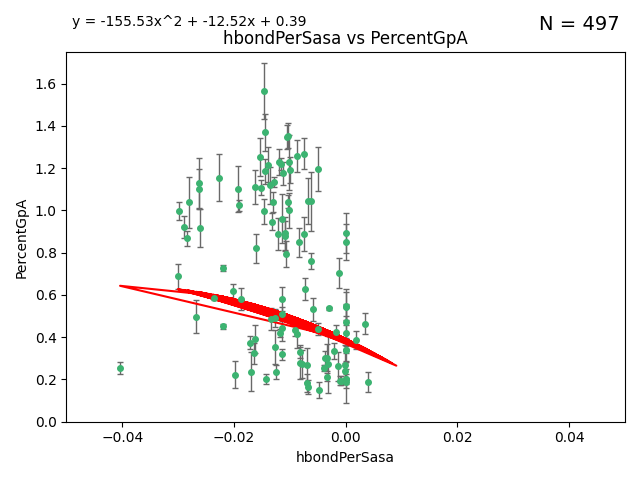 y = -155.53x^2 + -12.52x + 0.39
N = 497
hbondPerSasa vs PercentGpA
PercentGpA
1.6
1.4
1.2
1.0
0.8
0.6
0.4
0.2
0.0
−0.04 −0.02 0.00 0.02 0.04
hbondPerSasa